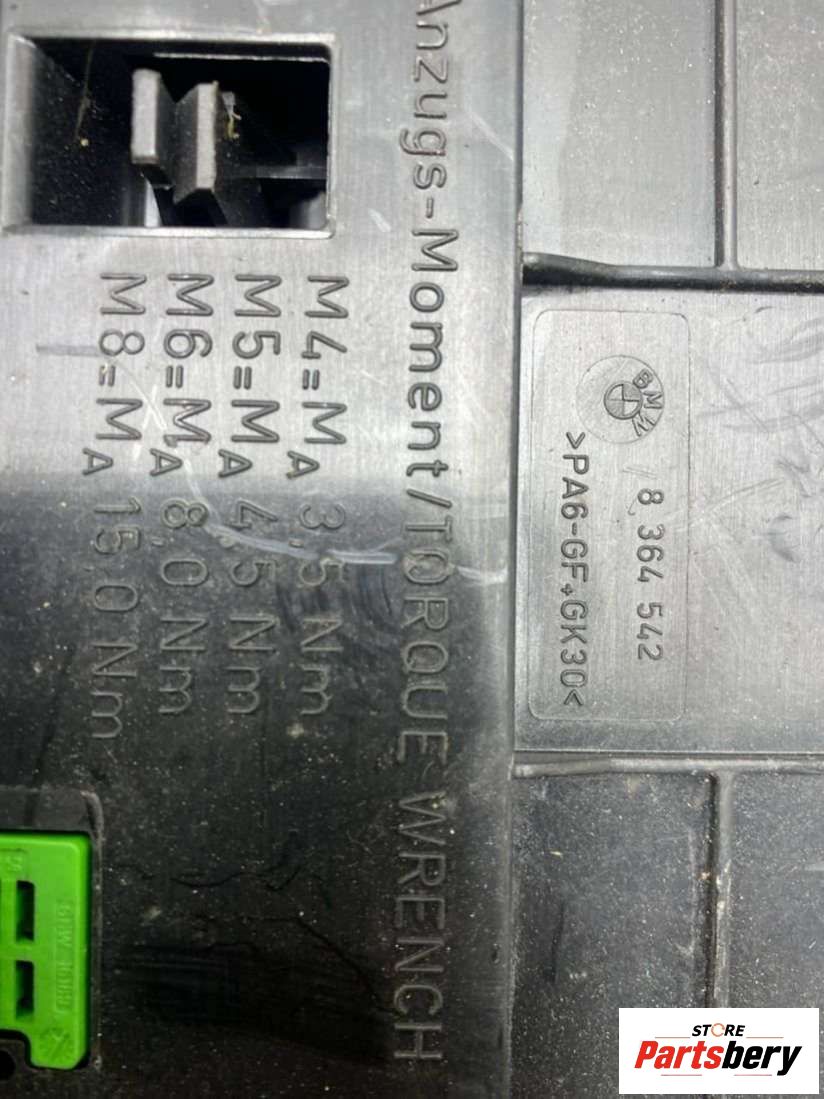 Anzugs-Moment/TORQUE WRENCH
M4=MA 3,5 Nm
M5=MA 4,5 Nm
M6=MA 8,0 Nm
M8=MA 15,0 Nm
BMW
8 364 542
>PA6-GF+GK30<
STORE
Partsbery